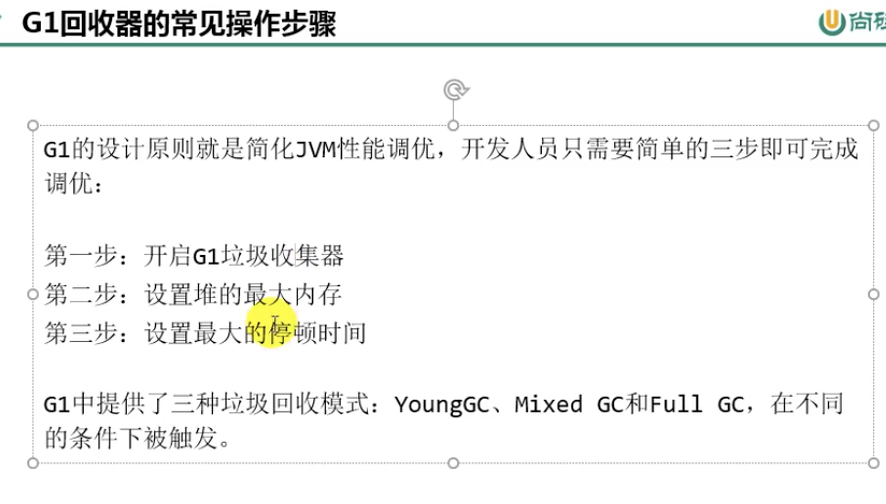 G1回收器的常见操作步骤
尚硅
G1的设计原则就是简化JVM性能调优，开发人员只需要简单的三步即可完成
调优：
第一步：开启G1垃圾收集器
第二步：设置堆的最大内存
第三步：设置最大的停顿时间
G1中提供了三种垃圾回收模式：YoungGC、Mixed GC和Full GC，在不同
的条件下被触发。